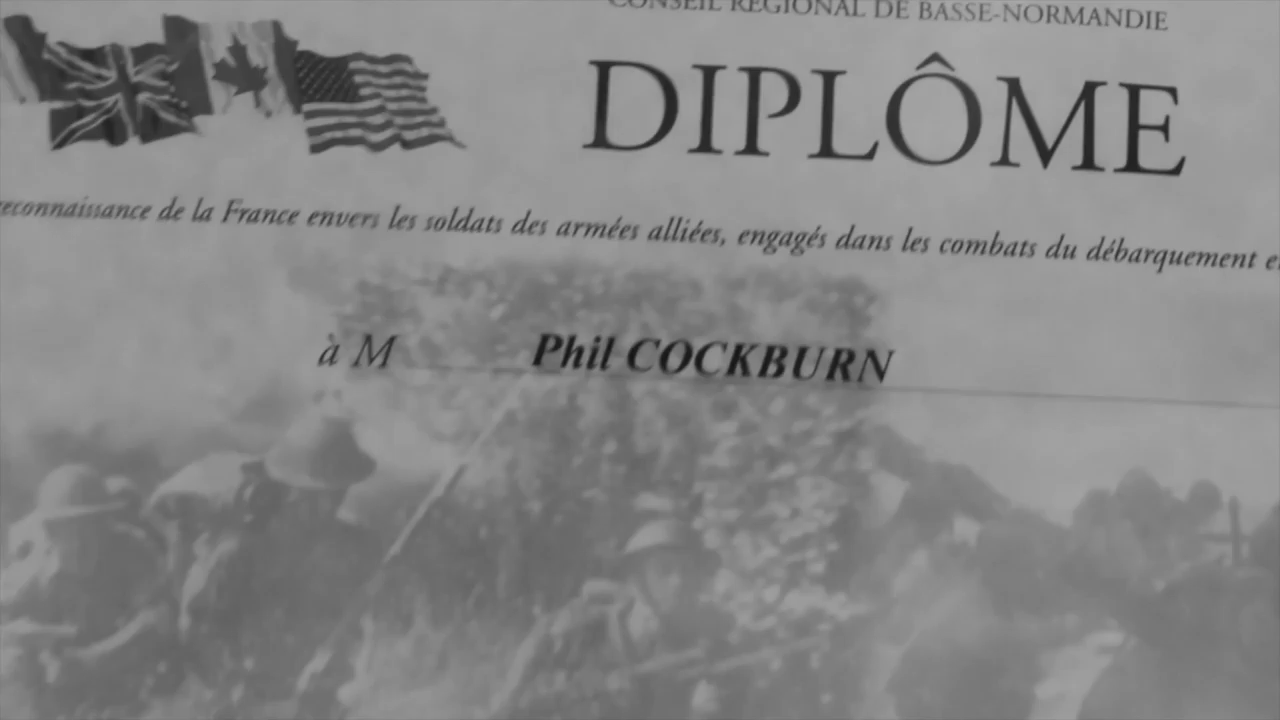 CONSEIL RÉGIONAL DE BASSE-NORMANDIE
DIPLÔME
reconnaissance de la France envers les soldats des armées alliées, engagés dans les combats du débarquement
à M Phil COCKBURN